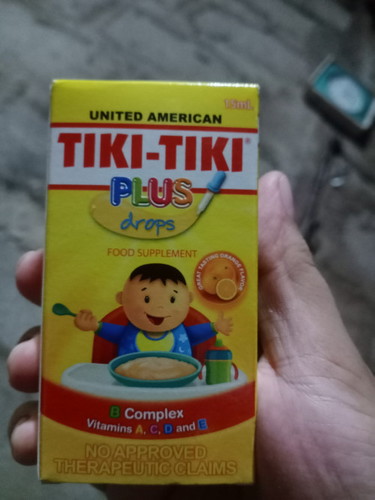 15mL
UNITED AMERICAN
TIKI-TIKI®
PLUS
drops
FOOD SUPPLEMENT
GREAT TASTING ORANGE FLAVOR
B Complex
Vitamins A, C, D and E
NO APPROVED
THERAPEUTIC CLAIMS